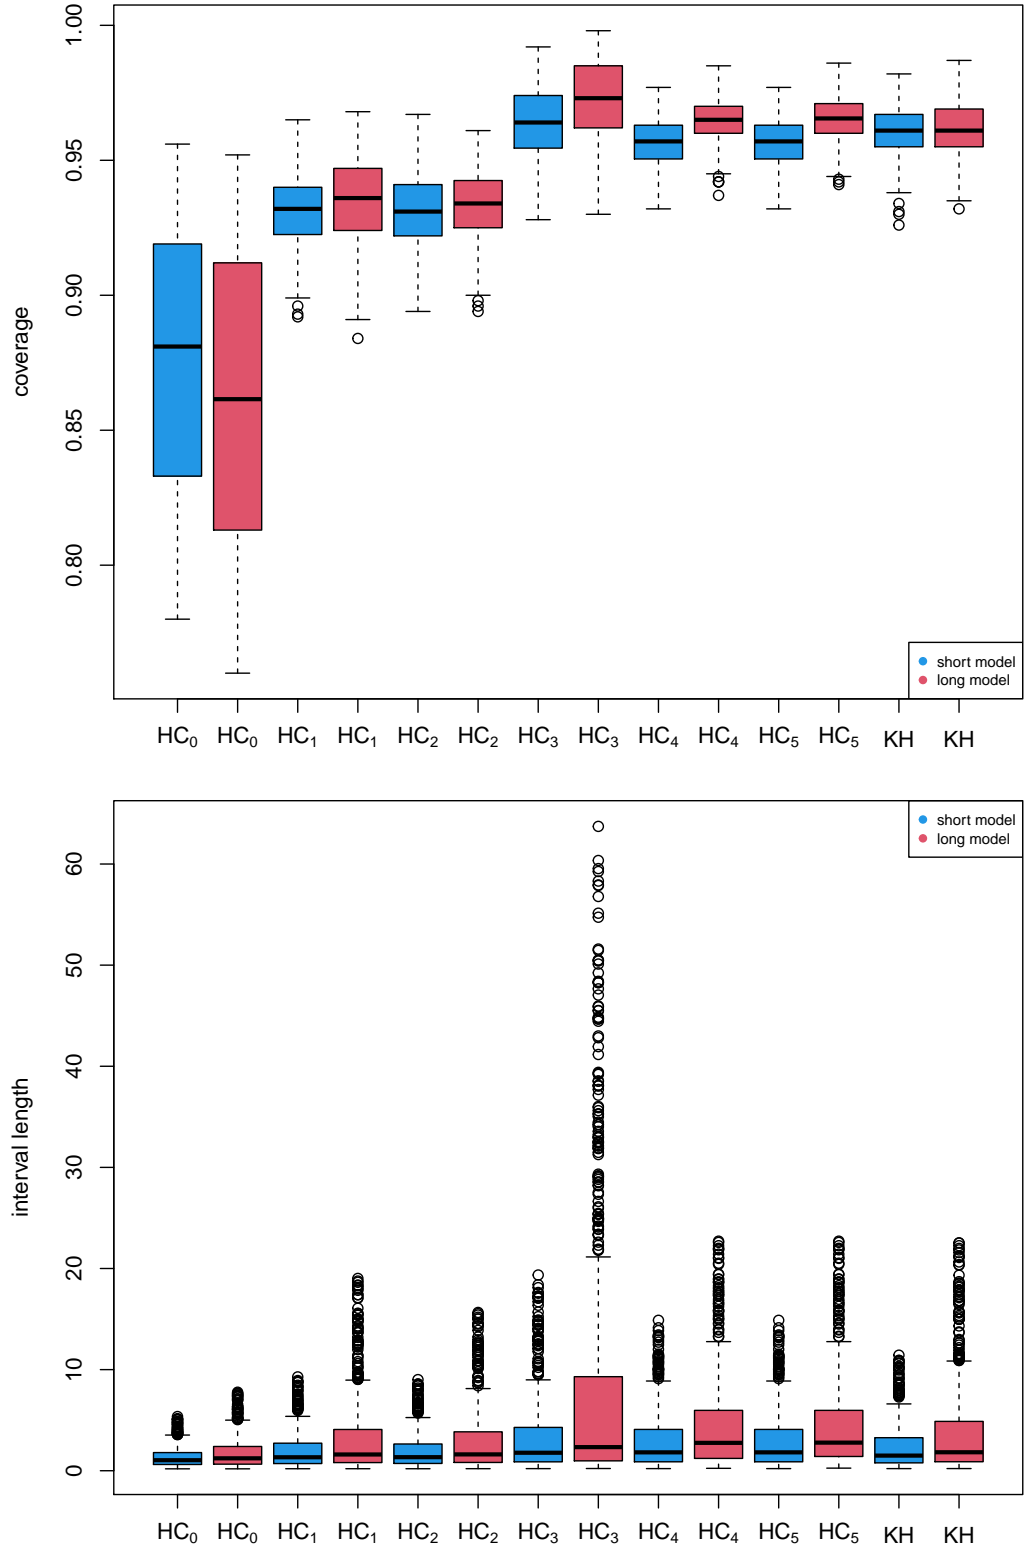 1.00
0.95
0.90
0.85
0.80
coverage
short model
long model
HC₀ HC₀ HC₁ HC₁ HC₂ HC₂ HC₃ HC₃ HC₄ HC₄ HC₅ HC₅ KH KH
short model
long model
60
50
40
30
20
10
0
interval length
HC₀ HC₀ HC₁ HC₁ HC₂ HC₂ HC₃ HC₃ HC₄ HC₄ HC₅ HC₅ KH KH